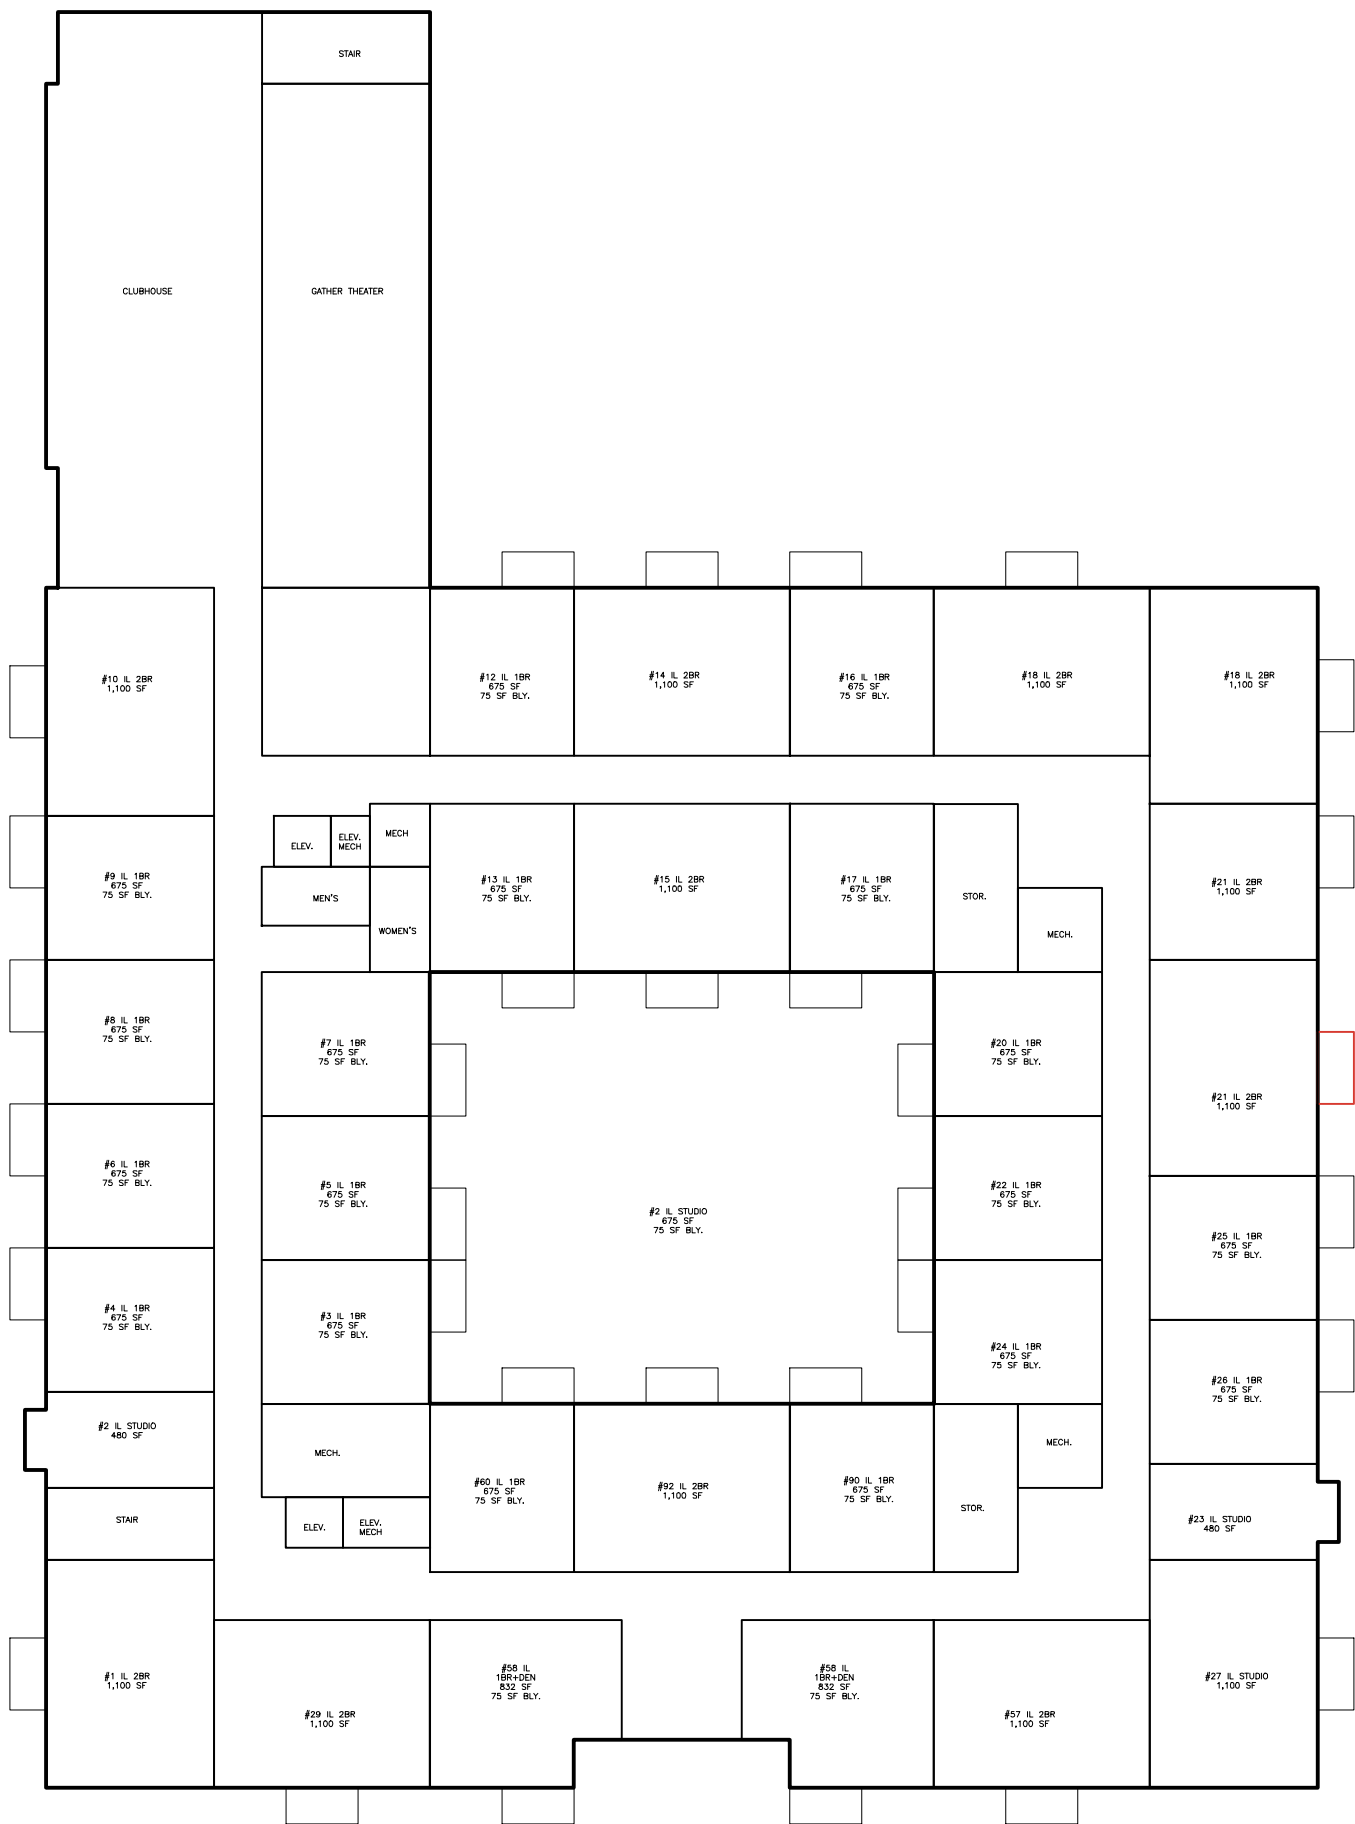 STAIR
CLUBHOUSE
GATHER THEATER
#10 IL 2BR
1,100 SF
#12 IL 1BR
675 SF
75 SF BLY.
#14 IL 2BR
1,100 SF
#16 IL 1BR
675 SF
75 SF BLY.
#18 IL 2BR
1,100 SF
#18 IL 2BR
1,100 SF
ELEV.
ELEV.
MECH
MECH
#9 IL 1BR
675 SF
75 SF BLY.
MEN'S
WOMEN'S
#13 IL 1BR
675 SF
75 SF BLY.
#15 IL 2BR
1,100 SF
#17 IL 1BR
675 SF
75 SF BLY.
STOR.
MECH.
#21 IL 2BR
1,100 SF
#8 IL 1BR
675 SF
75 SF BLY.
#7 IL 1BR
675 SF
75 SF BLY.
#20 IL 1BR
675 SF
75 SF BLY.
#21 IL 2BR
1,100 SF
#6 IL 1BR
675 SF
75 SF BLY.
#5 IL 1BR
675 SF
75 SF BLY.
#2 IL STUDIO
675 SF
75 SF BLY.
#22 IL 1BR
675 SF
75 SF BLY.
#25 IL 1BR
675 SF
75 SF BLY.
#4 IL 1BR
675 SF
75 SF BLY.
#3 IL 1BR
675 SF
75 SF BLY.
#24 IL 1BR
675 SF
75 SF BLY.
#26 IL 1BR
675 SF
75 SF BLY.
#2 IL STUDIO
480 SF
MECH.
#60 IL 1BR
675 SF
75 SF BLY.
#92 IL 2BR
1,100 SF
#90 IL 1BR
675 SF
75 SF BLY.
MECH.
STOR.
STAIR
ELEV.
ELEV.
MECH
#23 IL STUDIO
480 SF
#1 IL 2BR
1,100 SF
#29 IL 2BR
1,100 SF
#58 IL
1BR+DEN
832 SF
75 SF BLY.
#58 IL
1BR+DEN
832 SF
75 SF BLY.
#57 IL 2BR
1,100 SF
#27 IL STUDIO
1,100 SF